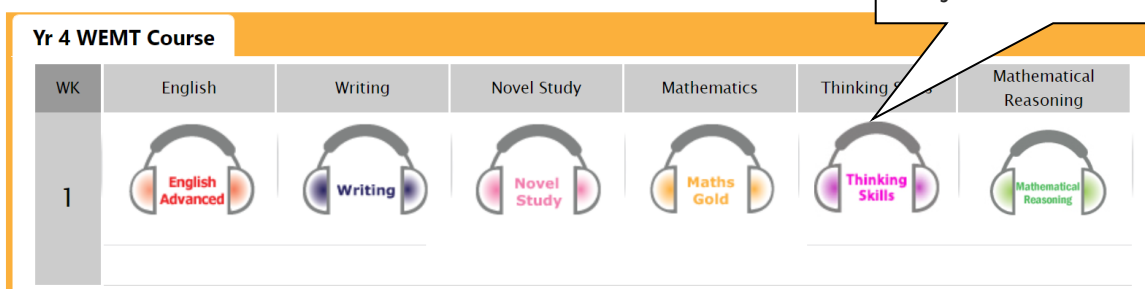 Yr 4 WEMT Course
WK English Writing Novel Study Mathematics Thinking Mathematical Reasoning
1
English Advanced
Writing
Novel Study
Maths Gold
Thinking Skills
Mathematical Reasoning